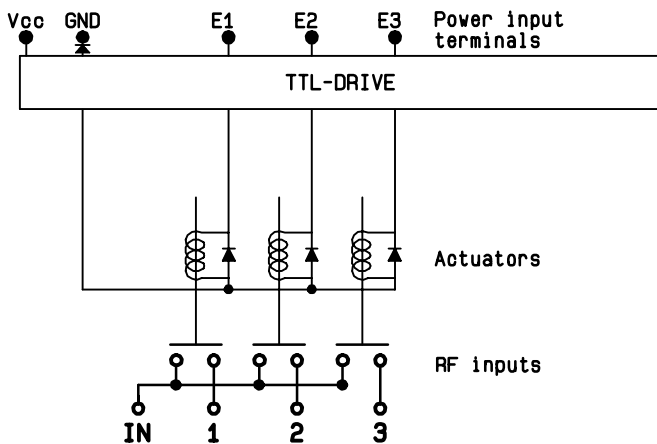 Vcc GND E1 E2 E3 Power input
terminals
TTL-DRIVE
Actuators
RF inputs
IN 1 2 3